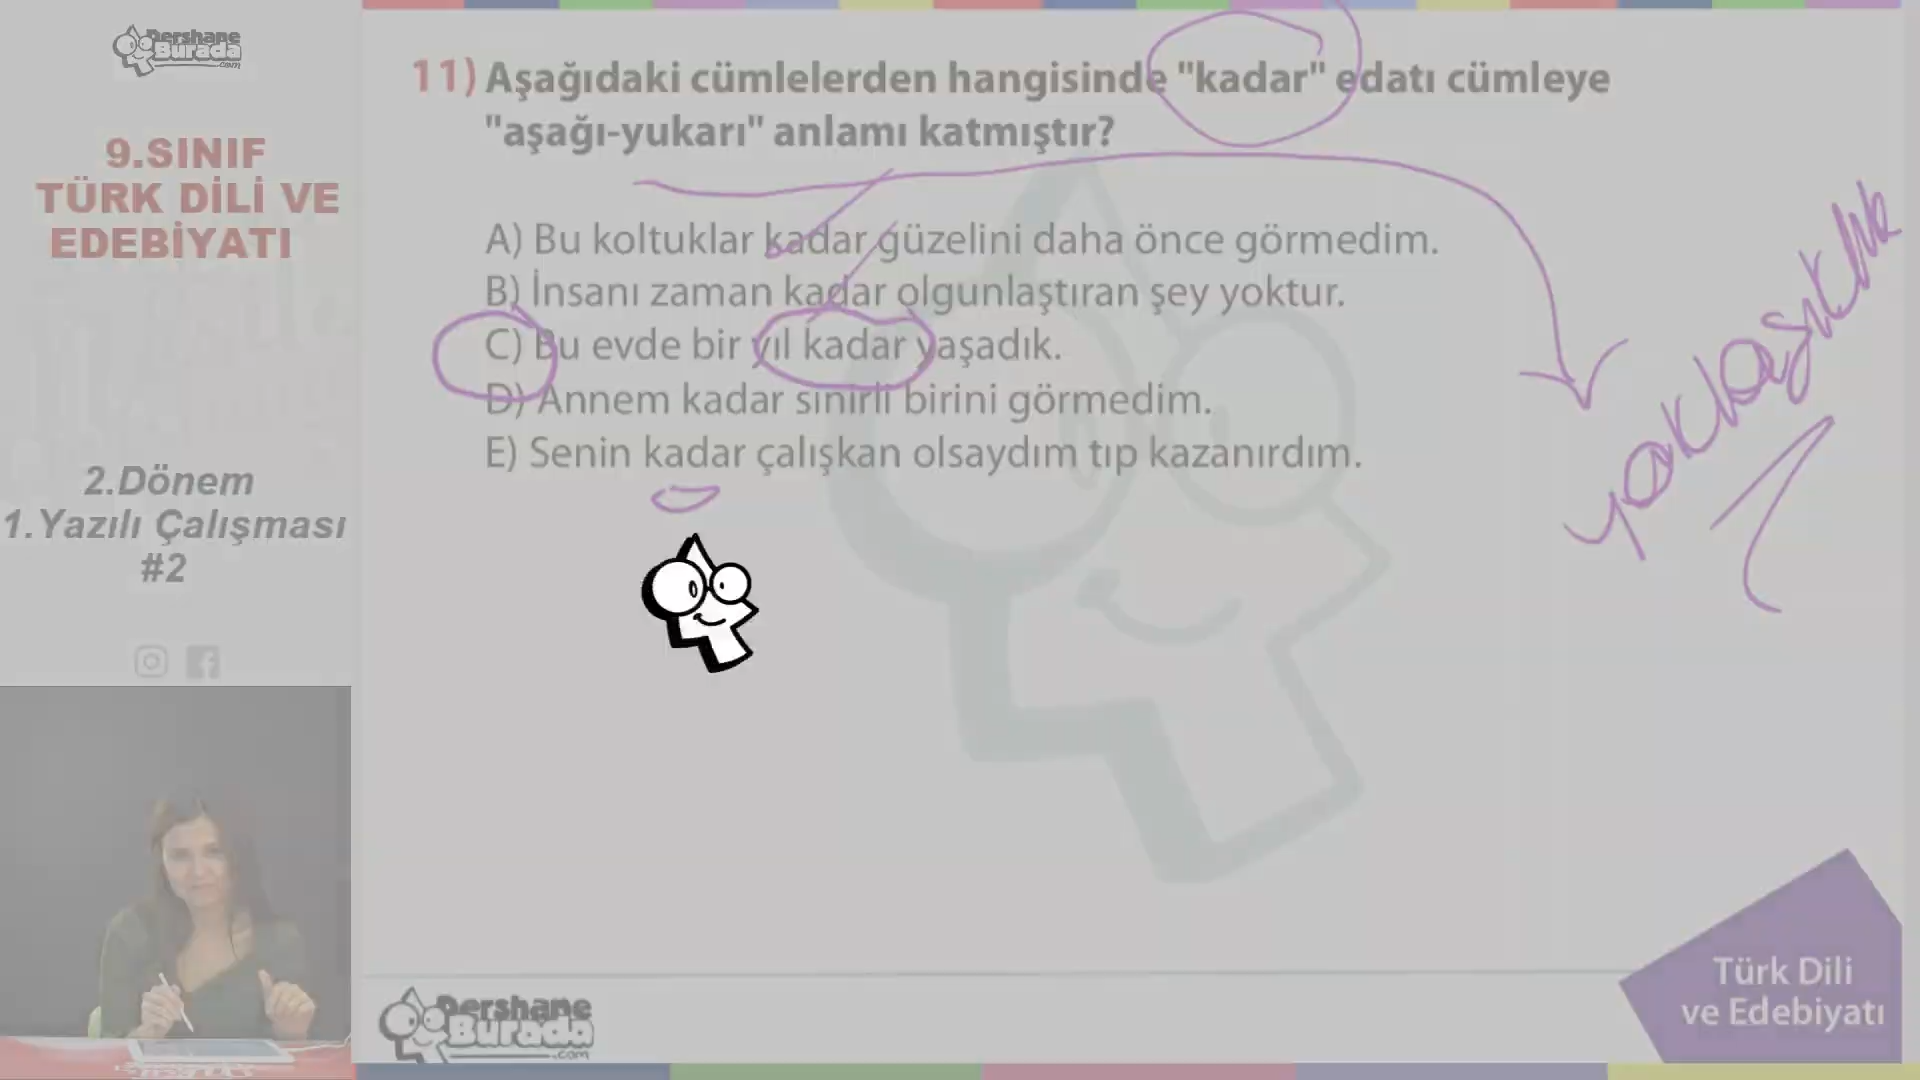 Dershane
Burada
.com
9.SINIF
TÜRK DİLİ VE
EDEBİYATI
2.Dönem
1.Yazılı Çalışması
#2
11) Aşağıdaki cümlelerden hangisinde "kadar" edatı cümleye
"aşağı-yukarı" anlamı katmıştır?
A) Bu koltuklar kadar güzelini daha önce görmedim.
B) İnsanı zaman kadar olgunlaştıran şey yoktur.
C) Bu evde bir yıl kadar yaşadık.
D) Annem kadar sinirli birini görmedim.
E) Senin kadar çalışkan olsaydım tıp kazanırdım.
yaklaşıklık
Dershane
Burada
.com
Türk Dili
ve Edebiyatı